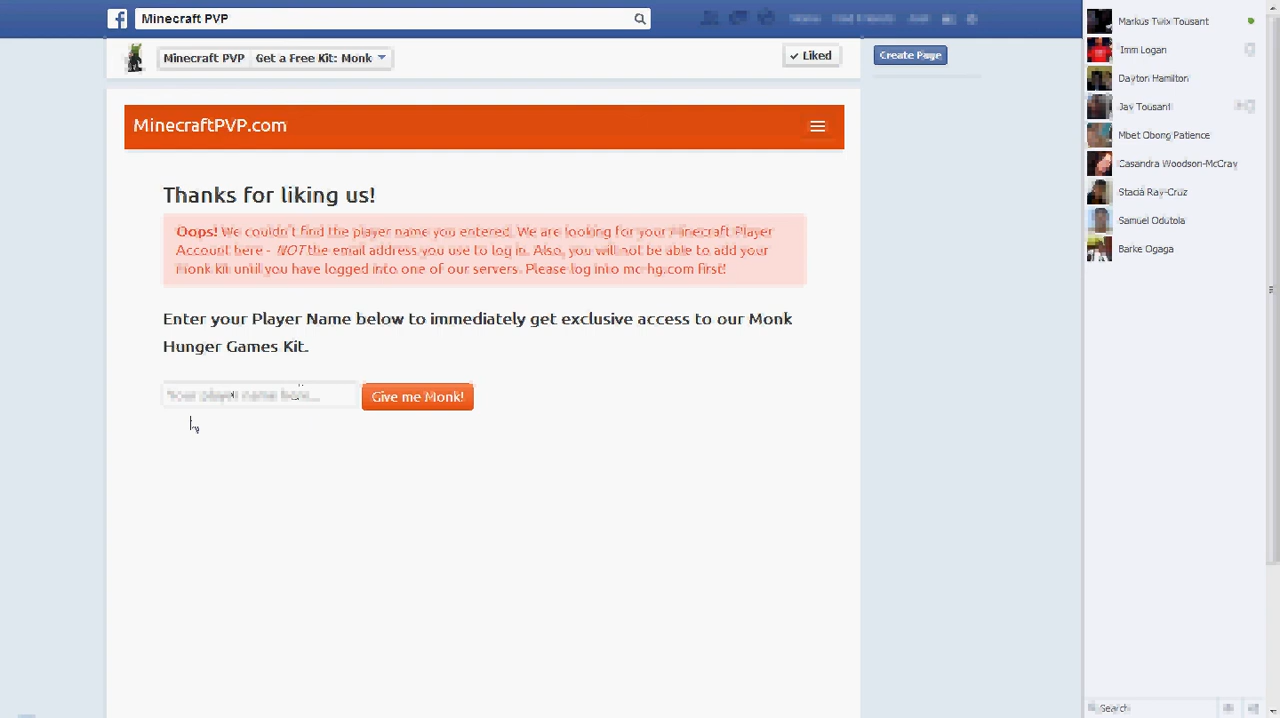 Minecraft PVP
Minecraft PVP Get a Free Kit: Monk
Liked
Create Page
MinecraftPVP.com
Thanks for liking us!
Oops! We couldn't find the player name you entered. We are looking for your Minecraft Player
Account here - NOT the email address you use to log in. Also, you will not be able to add your
Monk kit until you have logged into one of our servers. Please log into mc-hg.com first!
Enter your Player Name below to immediately get exclusive access to our Monk
Hunger Games Kit.
Your player name here...
Give me Monk!
Markus Twix Tousant
Imm Logan
Dayton Hamilton
Jay Tousant
Mbet Obong Patience
Casandra Woodson-McCray
Stacia Ray-Cruz
Samuel Odutola
Barke Ogaga
Search